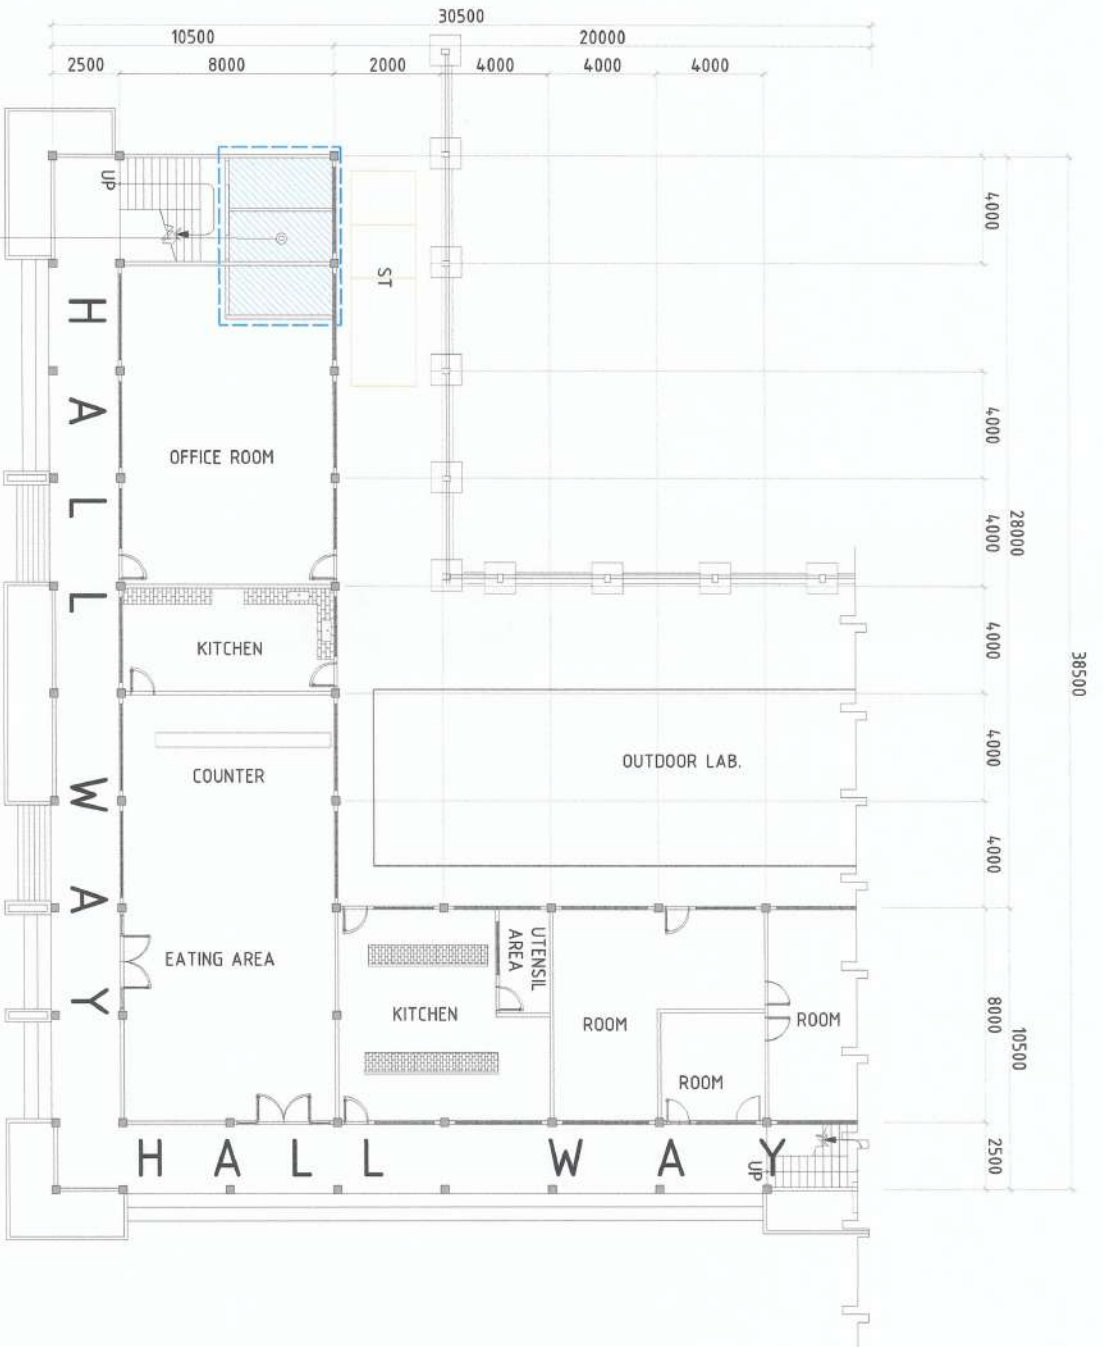 30500
10500
20000
2500
8000
2000
4000
4000
4000
UP
4000
ST
HALL WAY
OFFICE ROOM
4000
4000
28000
KITCHEN
4000
38500
COUNTER
OUTDOOR LAB.
4000
4000
EATING AREA
UTENSIL
AREA
KITCHEN
ROOM
ROOM
8000
10500
ROOM
HALL WAY
UP
2500